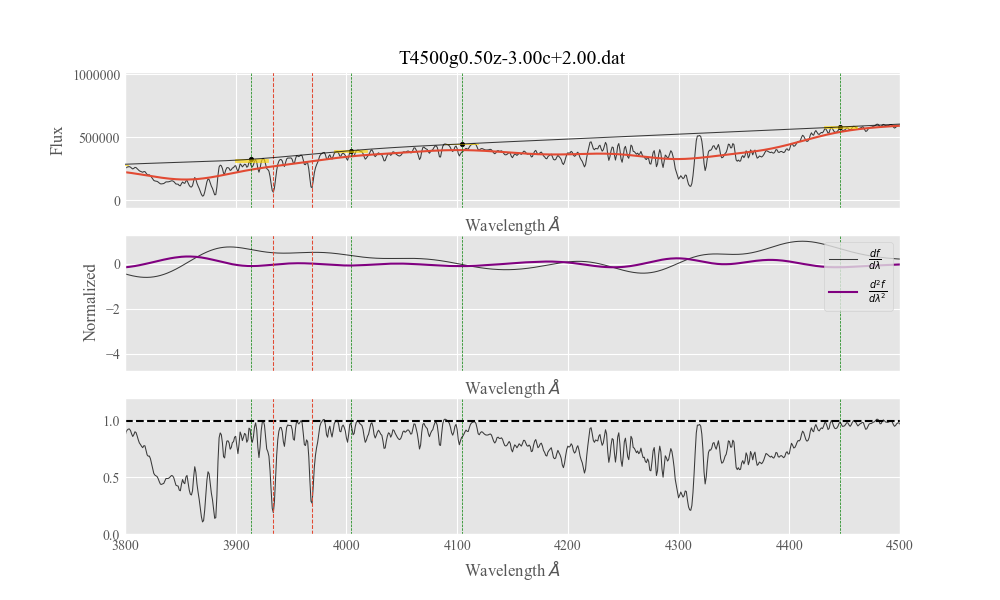 T4500g0.50z-3.00c+2.00.dat
Flux
1000000
500000
0
Wavelength Å
Normalized
0
−2
−4
df/dλ
d²f/dλ²
Wavelength Å
1.0
0.5
0.0
3800 3900 4000 4100 4200 4300 4400 4500
Wavelength Å